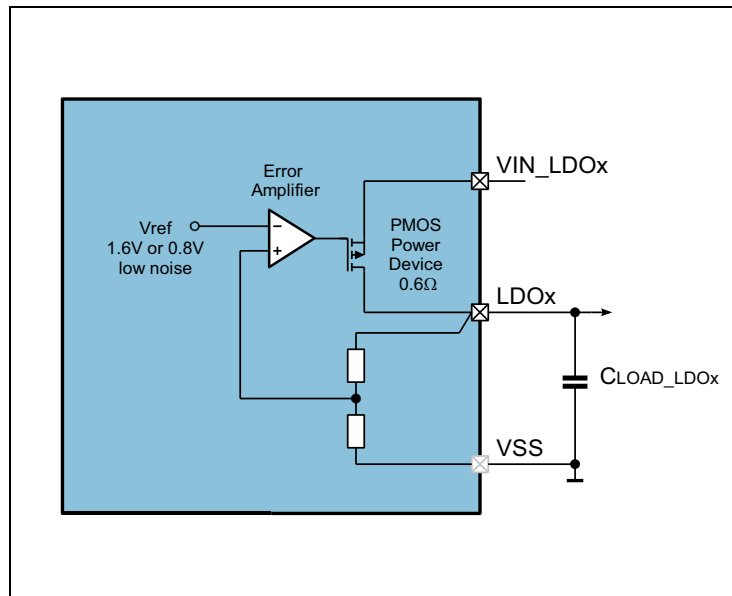 VIN_LDOx
Error
Amplifier
Vref
1.6V or 0.8V
low noise
−
+
PMOS
Power
Device
0.6Ω
LDOx
CLOAD_LDOx
VSS